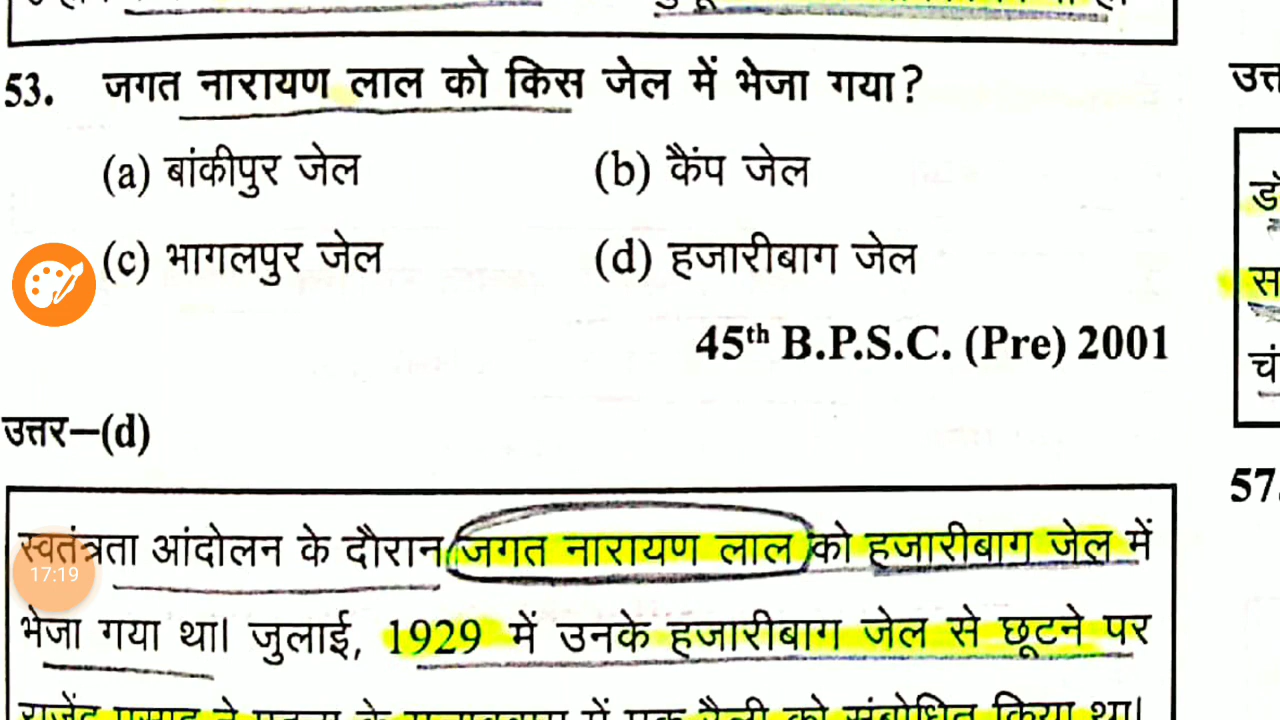 53. जगत नारायण लाल को किस जेल में भेजा गया?
(a) बांकीपुर जेल (b) कैंप जेल
(c) भागलपुर जेल (d) हजारीबाग जेल
45th B.P.S.C. (Pre) 2001
उत्तर–(d)
स्वतंत्रता आंदोलन के दौरान जगत नारायण लाल को हजारीबाग जेल में
17:19
भेजा गया था। जुलाई, 1929 में उनके हजारीबाग जेल से छूटने पर
को संबोधित किया था।
57.